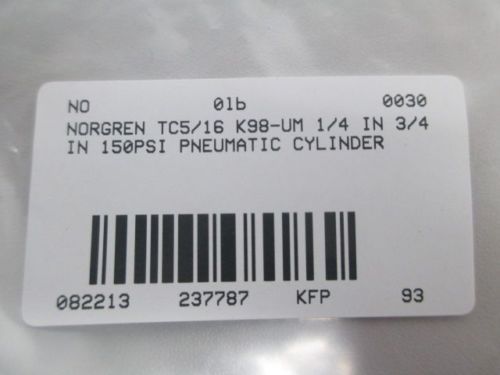 NO 0lb 0030
NORGREN TC5/16 K98-UM 1/4 IN 3/4
IN 150PSI PNEUMATIC CYLINDER
082213 237787 KFP 93